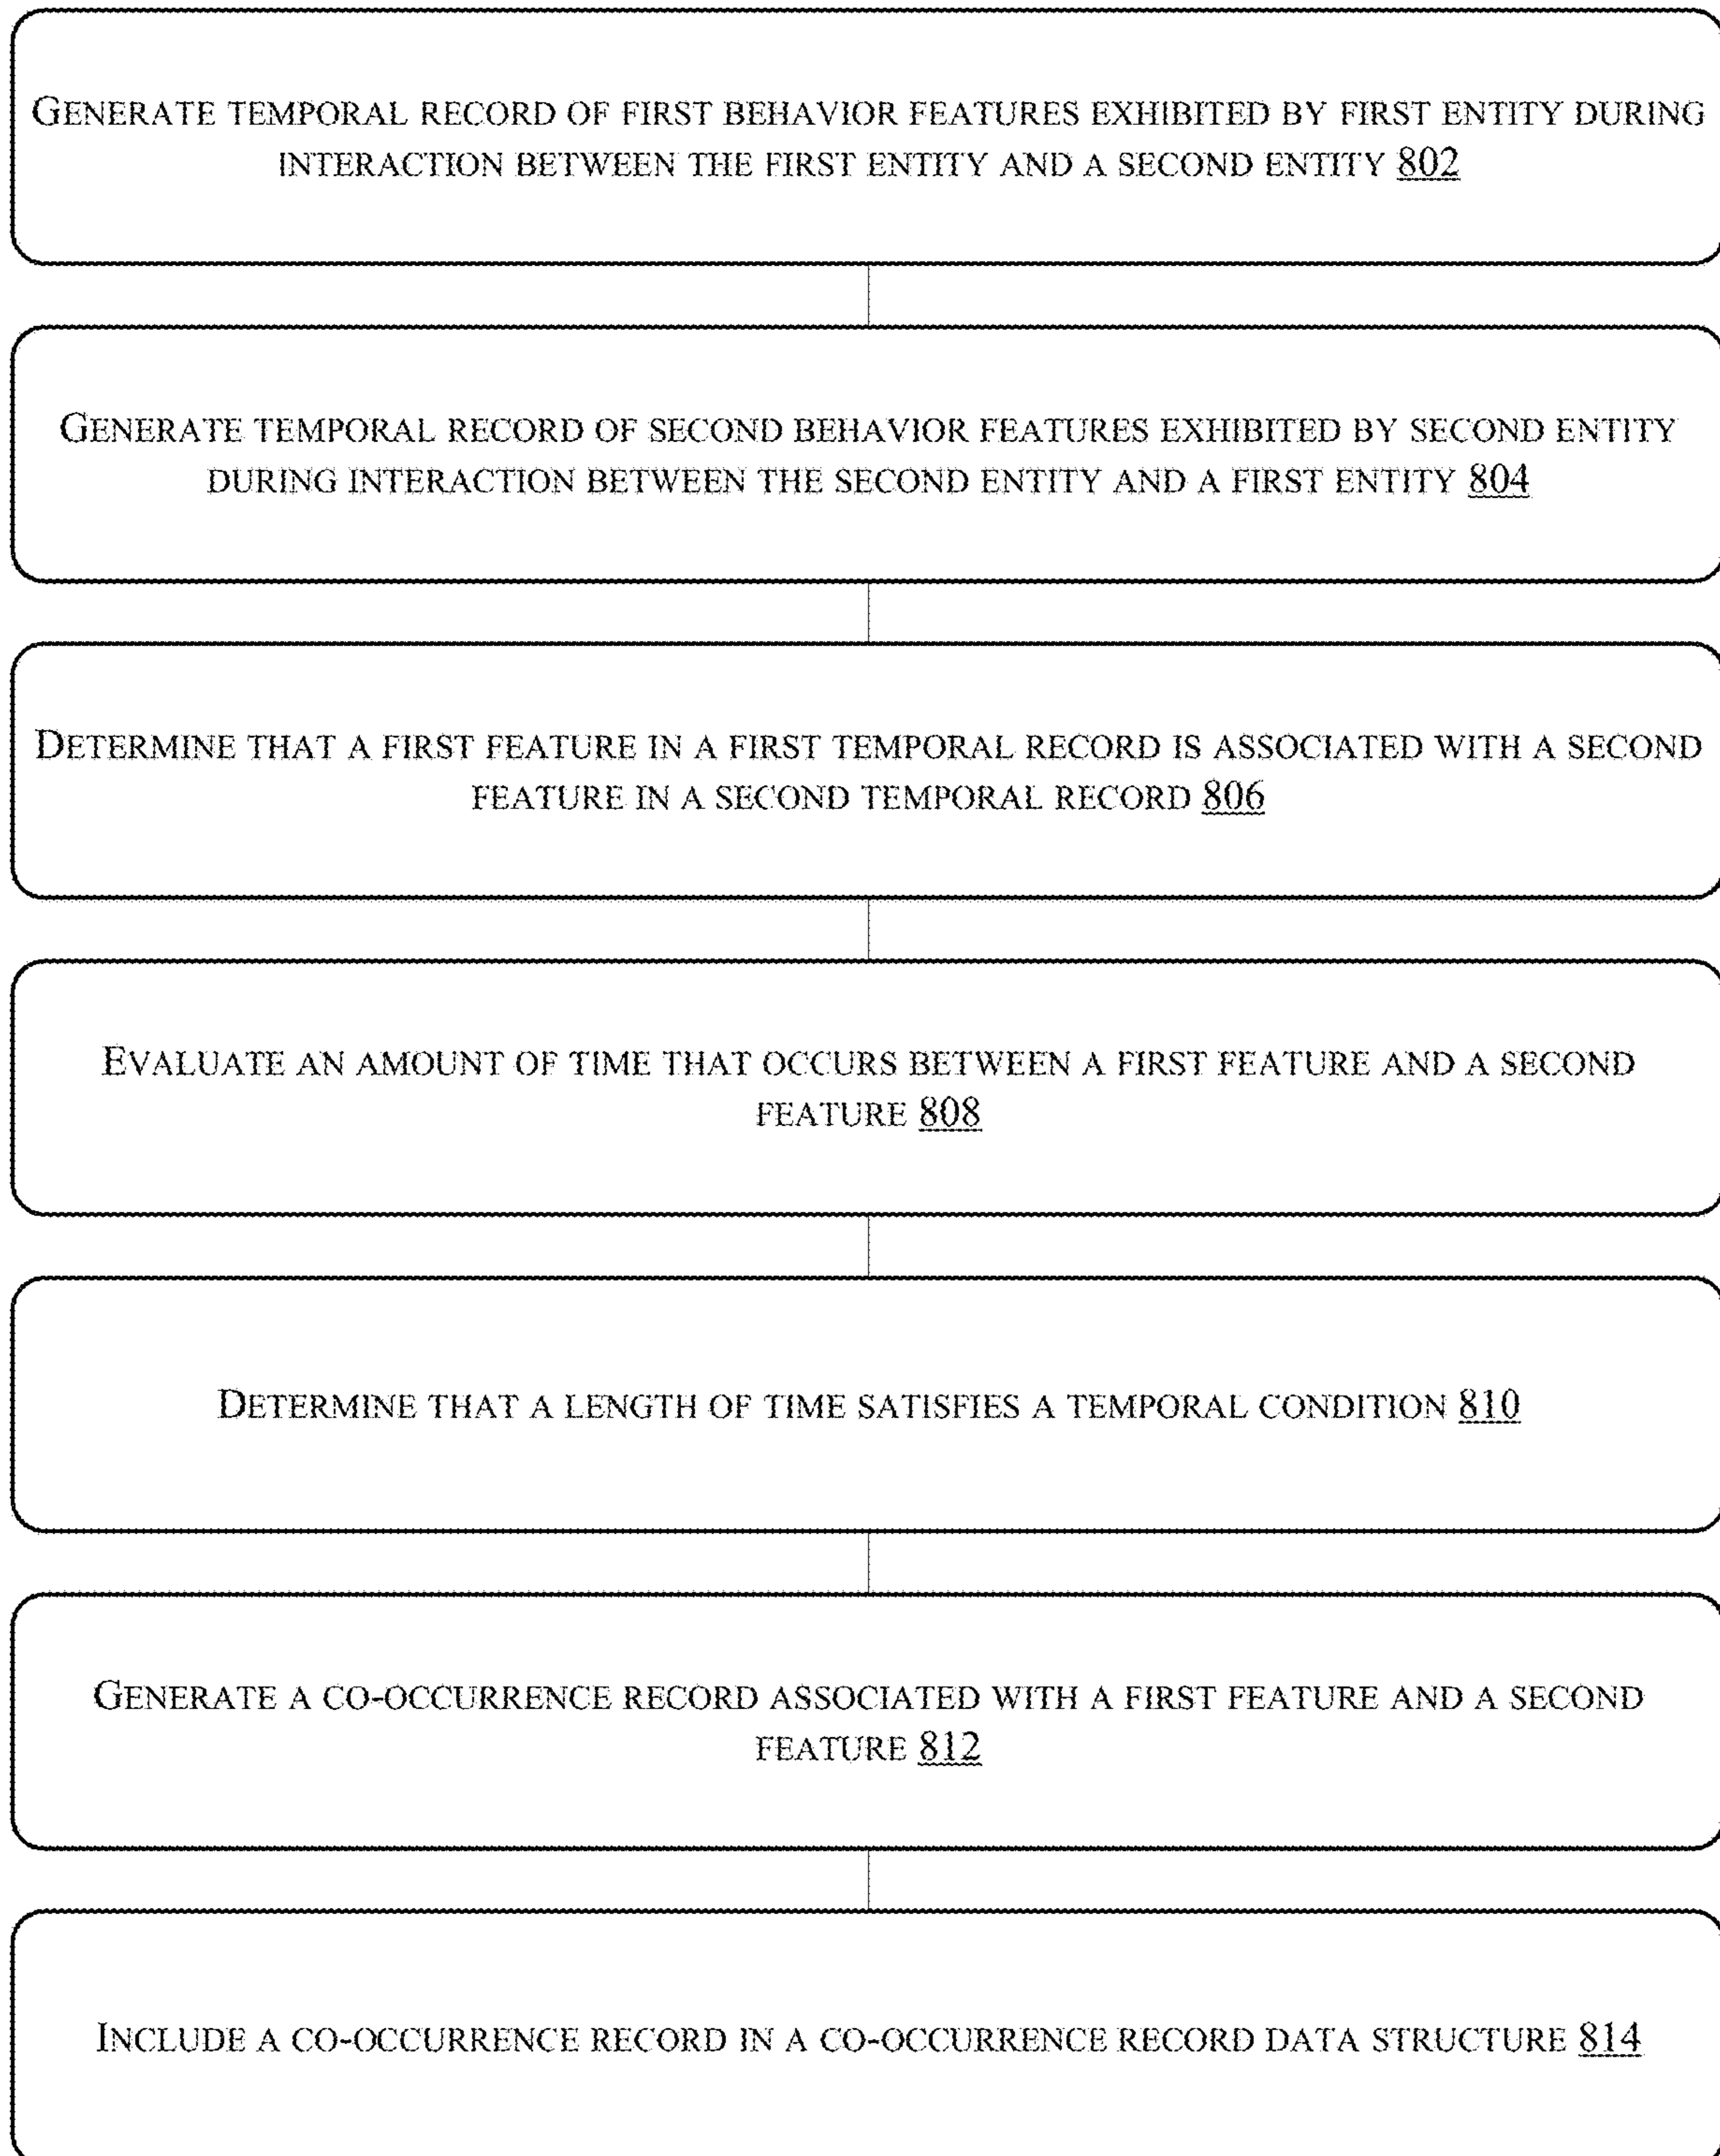 GENERATE TEMPORAL RECORD OF FIRST BEHAVIOR FEATURES EXHIBITED BY FIRST ENTITY DURING
INTERACTION BETWEEN THE FIRST ENTITY AND A SECOND ENTITY 802
GENERATE TEMPORAL RECORD OF SECOND BEHAVIOR FEATURES EXHIBITED BY SECOND ENTITY
DURING INTERACTION BETWEEN THE SECOND ENTITY AND A FIRST ENTITY 804
DETERMINE THAT A FIRST FEATURE IN A FIRST TEMPORAL RECORD IS ASSOCIATED WITH A SECOND
FEATURE IN A SECOND TEMPORAL RECORD 806
EVALUATE AN AMOUNT OF TIME THAT OCCURS BETWEEN A FIRST FEATURE AND A SECOND
FEATURE 808
DETERMINE THAT A LENGTH OF TIME SATISFIES A TEMPORAL CONDITION 810
GENERATE A CO-OCCURRENCE RECORD ASSOCIATED WITH A FIRST FEATURE AND A SECOND
FEATURE 812
INCLUDE A CO-OCCURRENCE RECORD IN A CO-OCCURRENCE RECORD DATA STRUCTURE 814